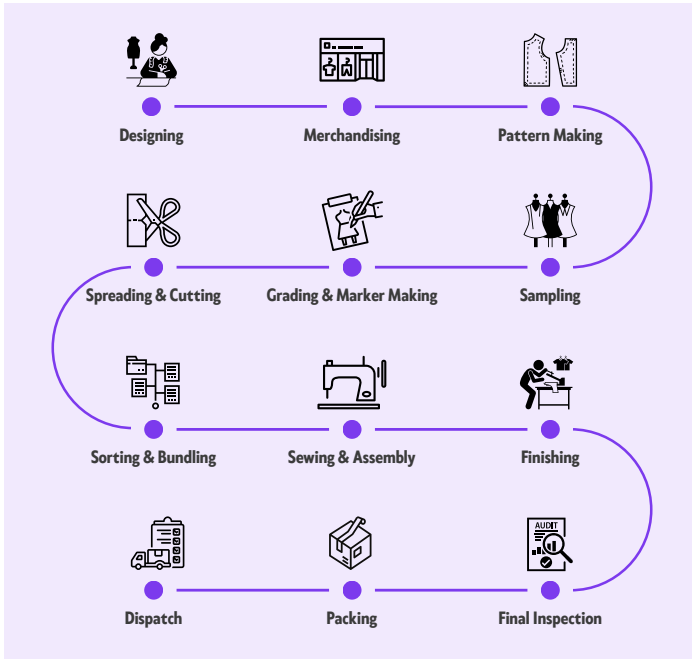 Designing
Merchandising
Pattern Making
Spreading & Cutting
Grading & Marker Making
Sampling
Sorting & Bundling
Sewing & Assembly
Finishing
AUDIT
Dispatch
Packing
Final Inspection